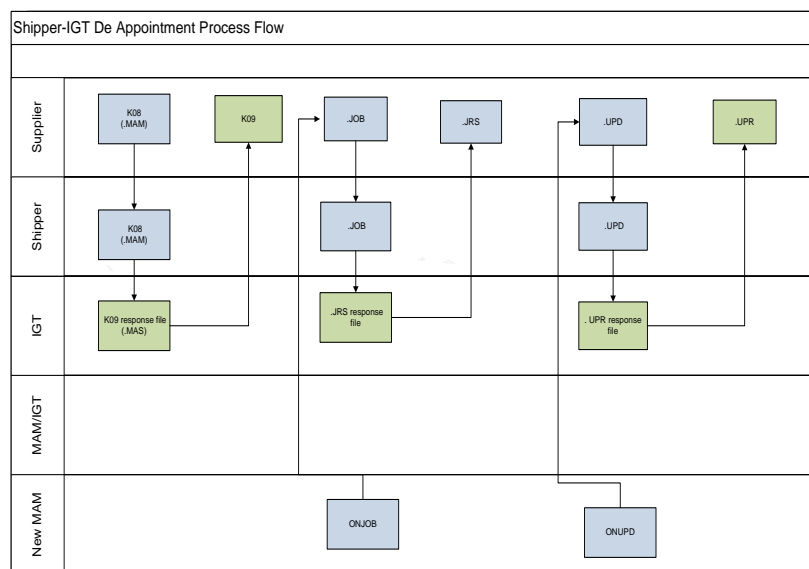 Shipper-IGT De Appointment Process Flow
Supplier
K08
(.MAM)
K09
.JOB
.JRS
.UPD
.UPR
Shipper
K08
(.MAM)
.JOB
.UPD
IGT
K09 response file
(.MAS)
.JRS response
file
. UPR response
file
MAM/IGT
New MAM
ONJOB
ONUPD